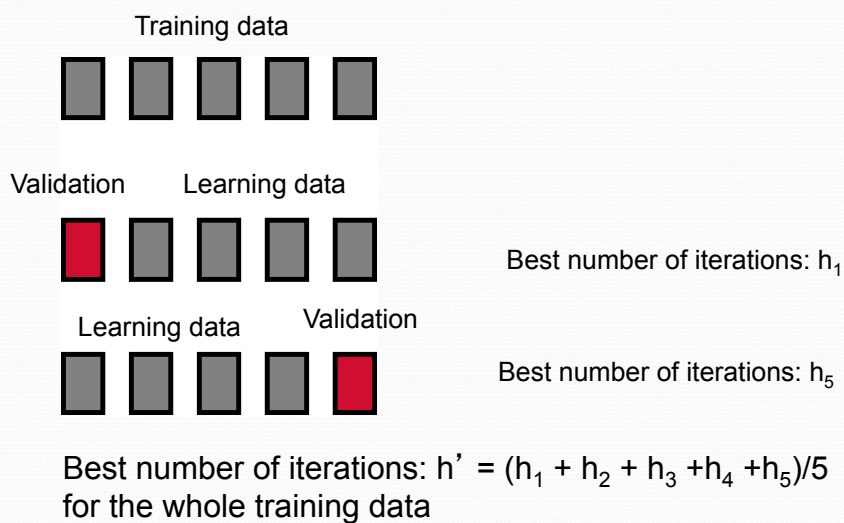 Training data
Validation
Learning data
Best number of iterations: h₁
Learning data
Validation
Best number of iterations: h₅
Best number of iterations: h’ = (h₁ + h₂ + h₃ +h₄ +h₅)/5
for the whole training data